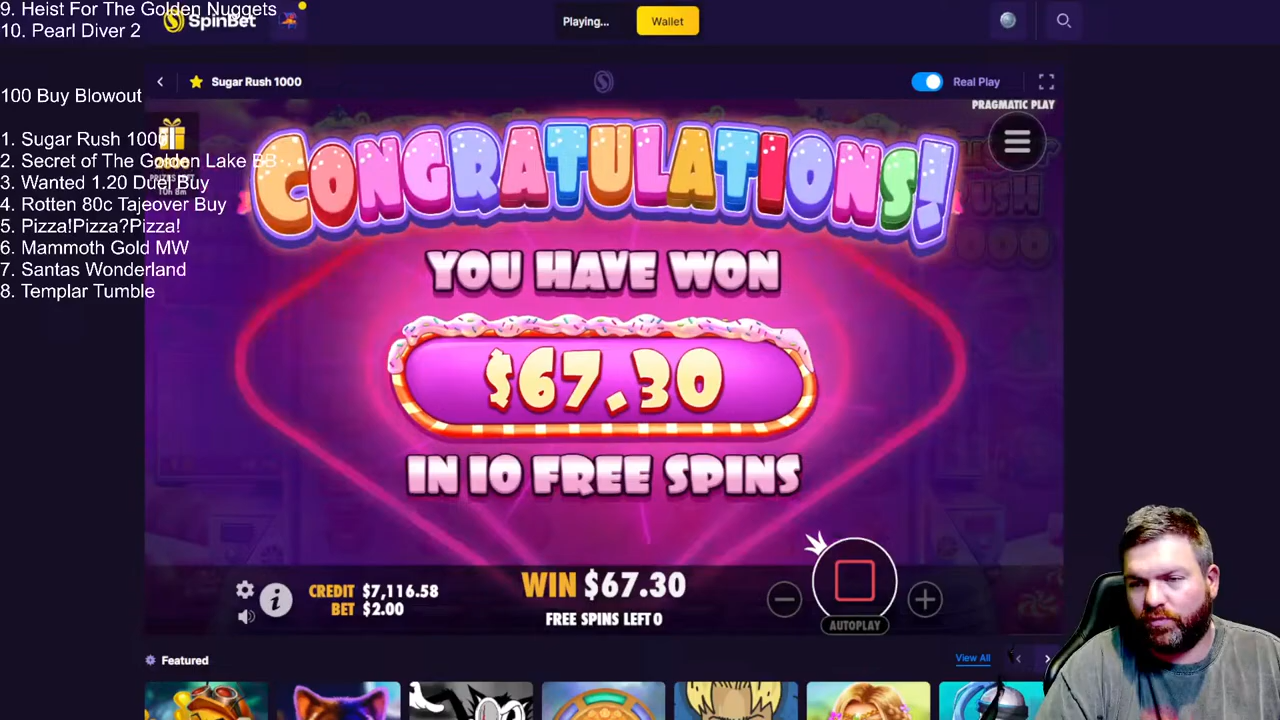 9. Heist For The Golden Nuggets
10. Pearl Diver 2
SpinBet
Playing...
Wallet
Sugar Rush 1000
Real Play
PRAGMATIC PLAY
100 Buy Blowout
1. Sugar Rush 1000
2. Secret of The Golden Lake BB
3. Wanted 1.20 Duel Buy
4. Rotten 80c Tajeover Buy
5. Pizza!Pizza?Pizza!
6. Mammoth Gold MW
7. Santas Wonderland
8. Templar Tumble
CONGRATULATIONS!
YOU HAVE WON
$67.30
IN 10 FREE SPINS
CREDIT $7,116.58
BET $2.00
WIN $67.30
FREE SPINS LEFT 0
AUTOPLAY
Featured
View All